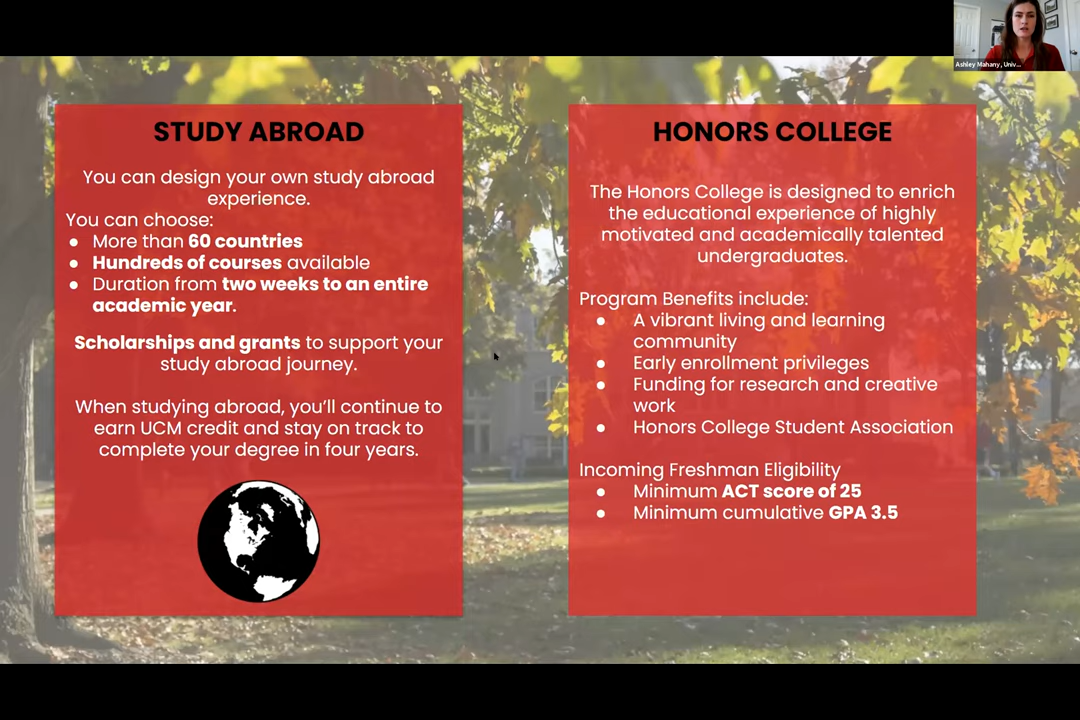 Ashley Mahany, Univ...
STUDY ABROAD
You can design your own study abroad
experience.
You can choose:
● More than 60 countries
● Hundreds of courses available
● Duration from two weeks to an entire
academic year.
Scholarships and grants to support your
study abroad journey.
When studying abroad, you’ll continue to
earn UCM credit and stay on track to
complete your degree in four years.
HONORS COLLEGE
The Honors College is designed to enrich
the educational experience of highly
motivated and academically talented
undergraduates.
Program Benefits include:
● A vibrant living and learning
community
● Early enrollment privileges
● Funding for research and creative
work
● Honors College Student Association
Incoming Freshman Eligibility
● Minimum ACT score of 25
● Minimum cumulative GPA 3.5